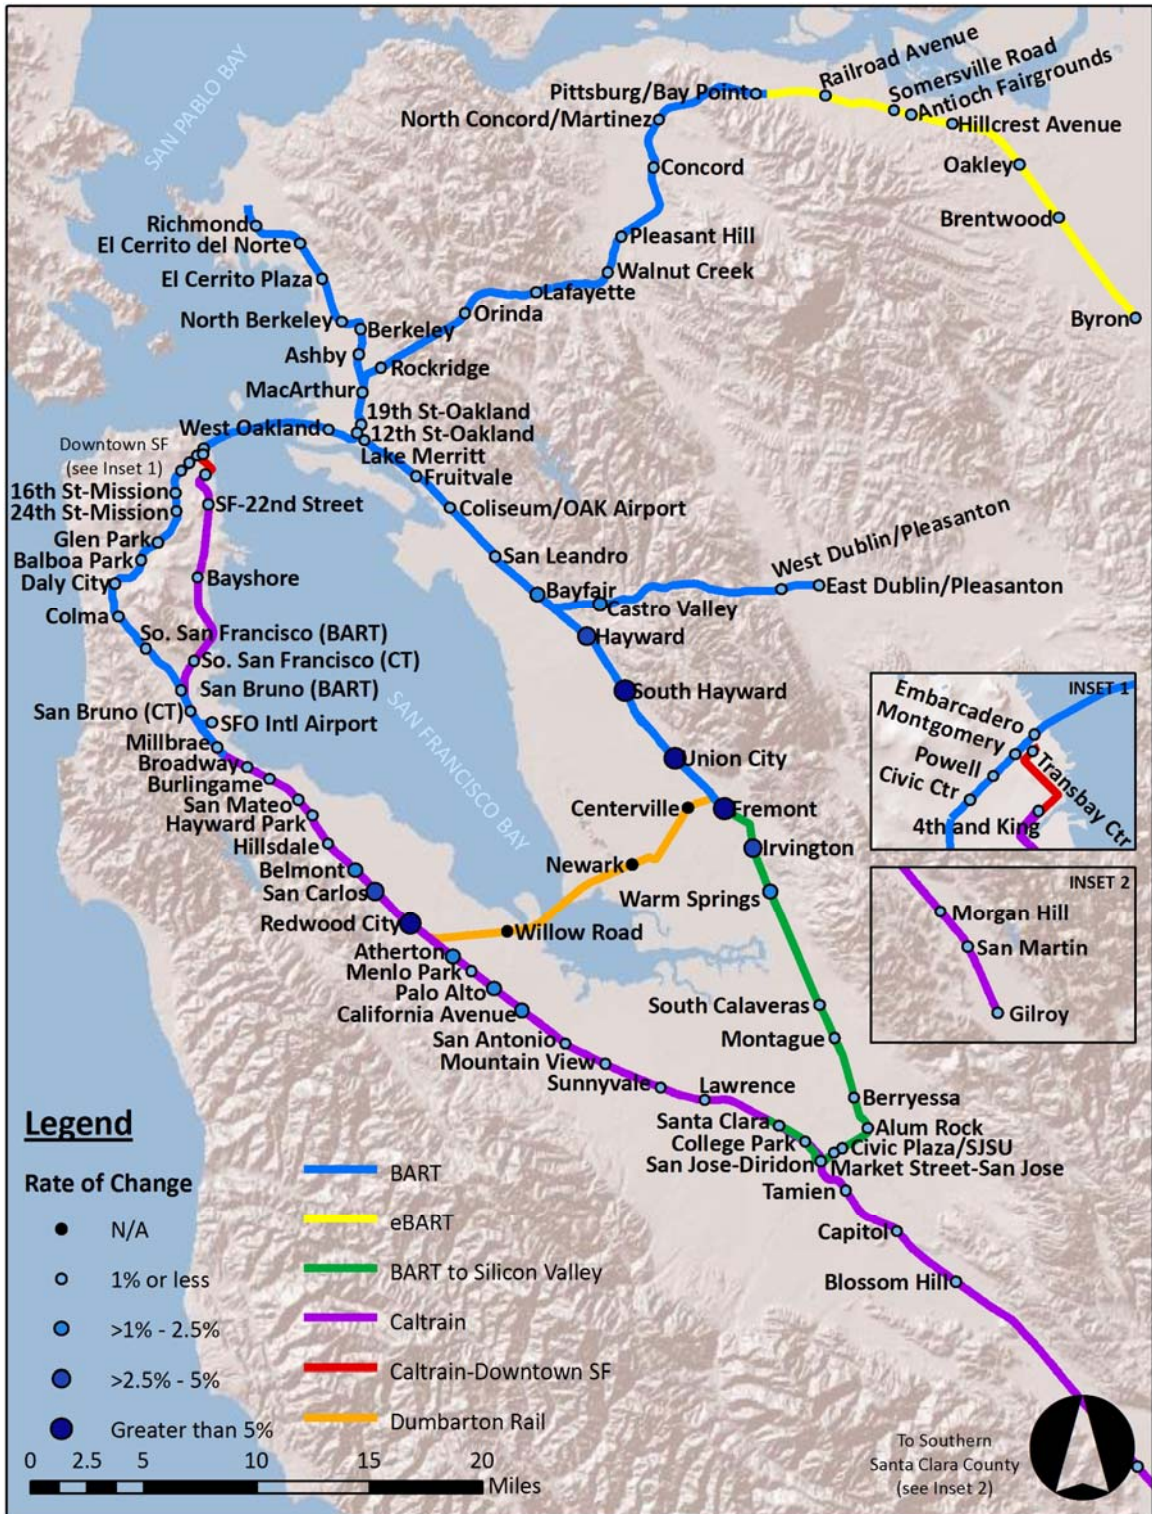 SAN PABLO BAY
Railroad Avenue
Somersville Road
Antioch Fairgrounds
Pittsburg/Bay Point
North Concord/Martinez
Hillcrest Avenue
Concord
Oakley
Brentwood
Richmond
El Cerrito del Norte
Pleasant Hill
El Cerrito Plaza
Walnut Creek
Lafayette
Orinda
North Berkeley
Berkeley
Byron
Ashby
Rockridge
MacArthur
19th St-Oakland
West Oakland
12th St-Oakland
Downtown SF
(see Inset 1)
Lake Merritt
Fruitvale
16th St-Mission
SF-22nd Street
24th St-Mission
Coliseum/OAK Airport
Glen Park
San Leandro
West Dublin/Pleasanton
Balboa Park
Daly City
Bayshore
Bayfair
East Dublin/Pleasanton
Colma
Castro Valley
So. San Francisco (BART)
Hayward
So. San Francisco (CT)
San Bruno (BART)
South Hayward
San Bruno (CT)
SFO Intl Airport
SAN FRANCISCO BAY
Millbrae
Broadway
Union City
Burlingame
San Mateo
Centerville
Fremont
Hayward Park
Hillsdale
Irvington
Belmont
Newark
San Carlos
Warm Springs
Redwood City
Willow Road
Atherton
Menlo Park
Palo Alto
California Avenue
South Calaveras
San Antonio
Montague
Mountain View
Sunnyvale
Lawrence
Berryessa
Santa Clara
Alum Rock
College Park
Civic Plaza/SJSU
San Jose-Diridon
Market Street-San Jose
Tamien
Capitol
Blossom Hill
INSET 1
Embarcadero
Montgomery
Powell
Civic Ctr
Transbay Ctr
4th and King
INSET 2
Morgan Hill
San Martin
Gilroy
Legend
Rate of Change
N/A
1% or less
>1% - 2.5%
>2.5% - 5%
Greater than 5%
BART
eBART
BART to Silicon Valley
Caltrain
Caltrain-Downtown SF
Dumbarton Rail
0 2.5 5 10 15 20
Miles
To Southern
Santa Clara County
(see Inset 2)